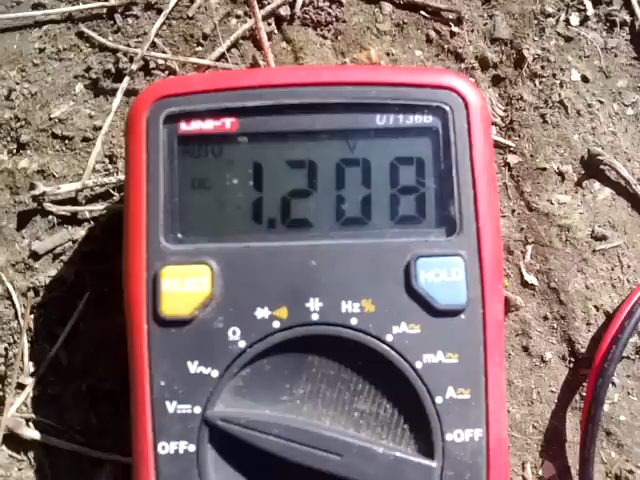 UNI-T UT136B
AUTO V
DC 1.208
SELECT HOLD
Hz%
Ω µA
V~ mA
V⎓ A
OFF OFF